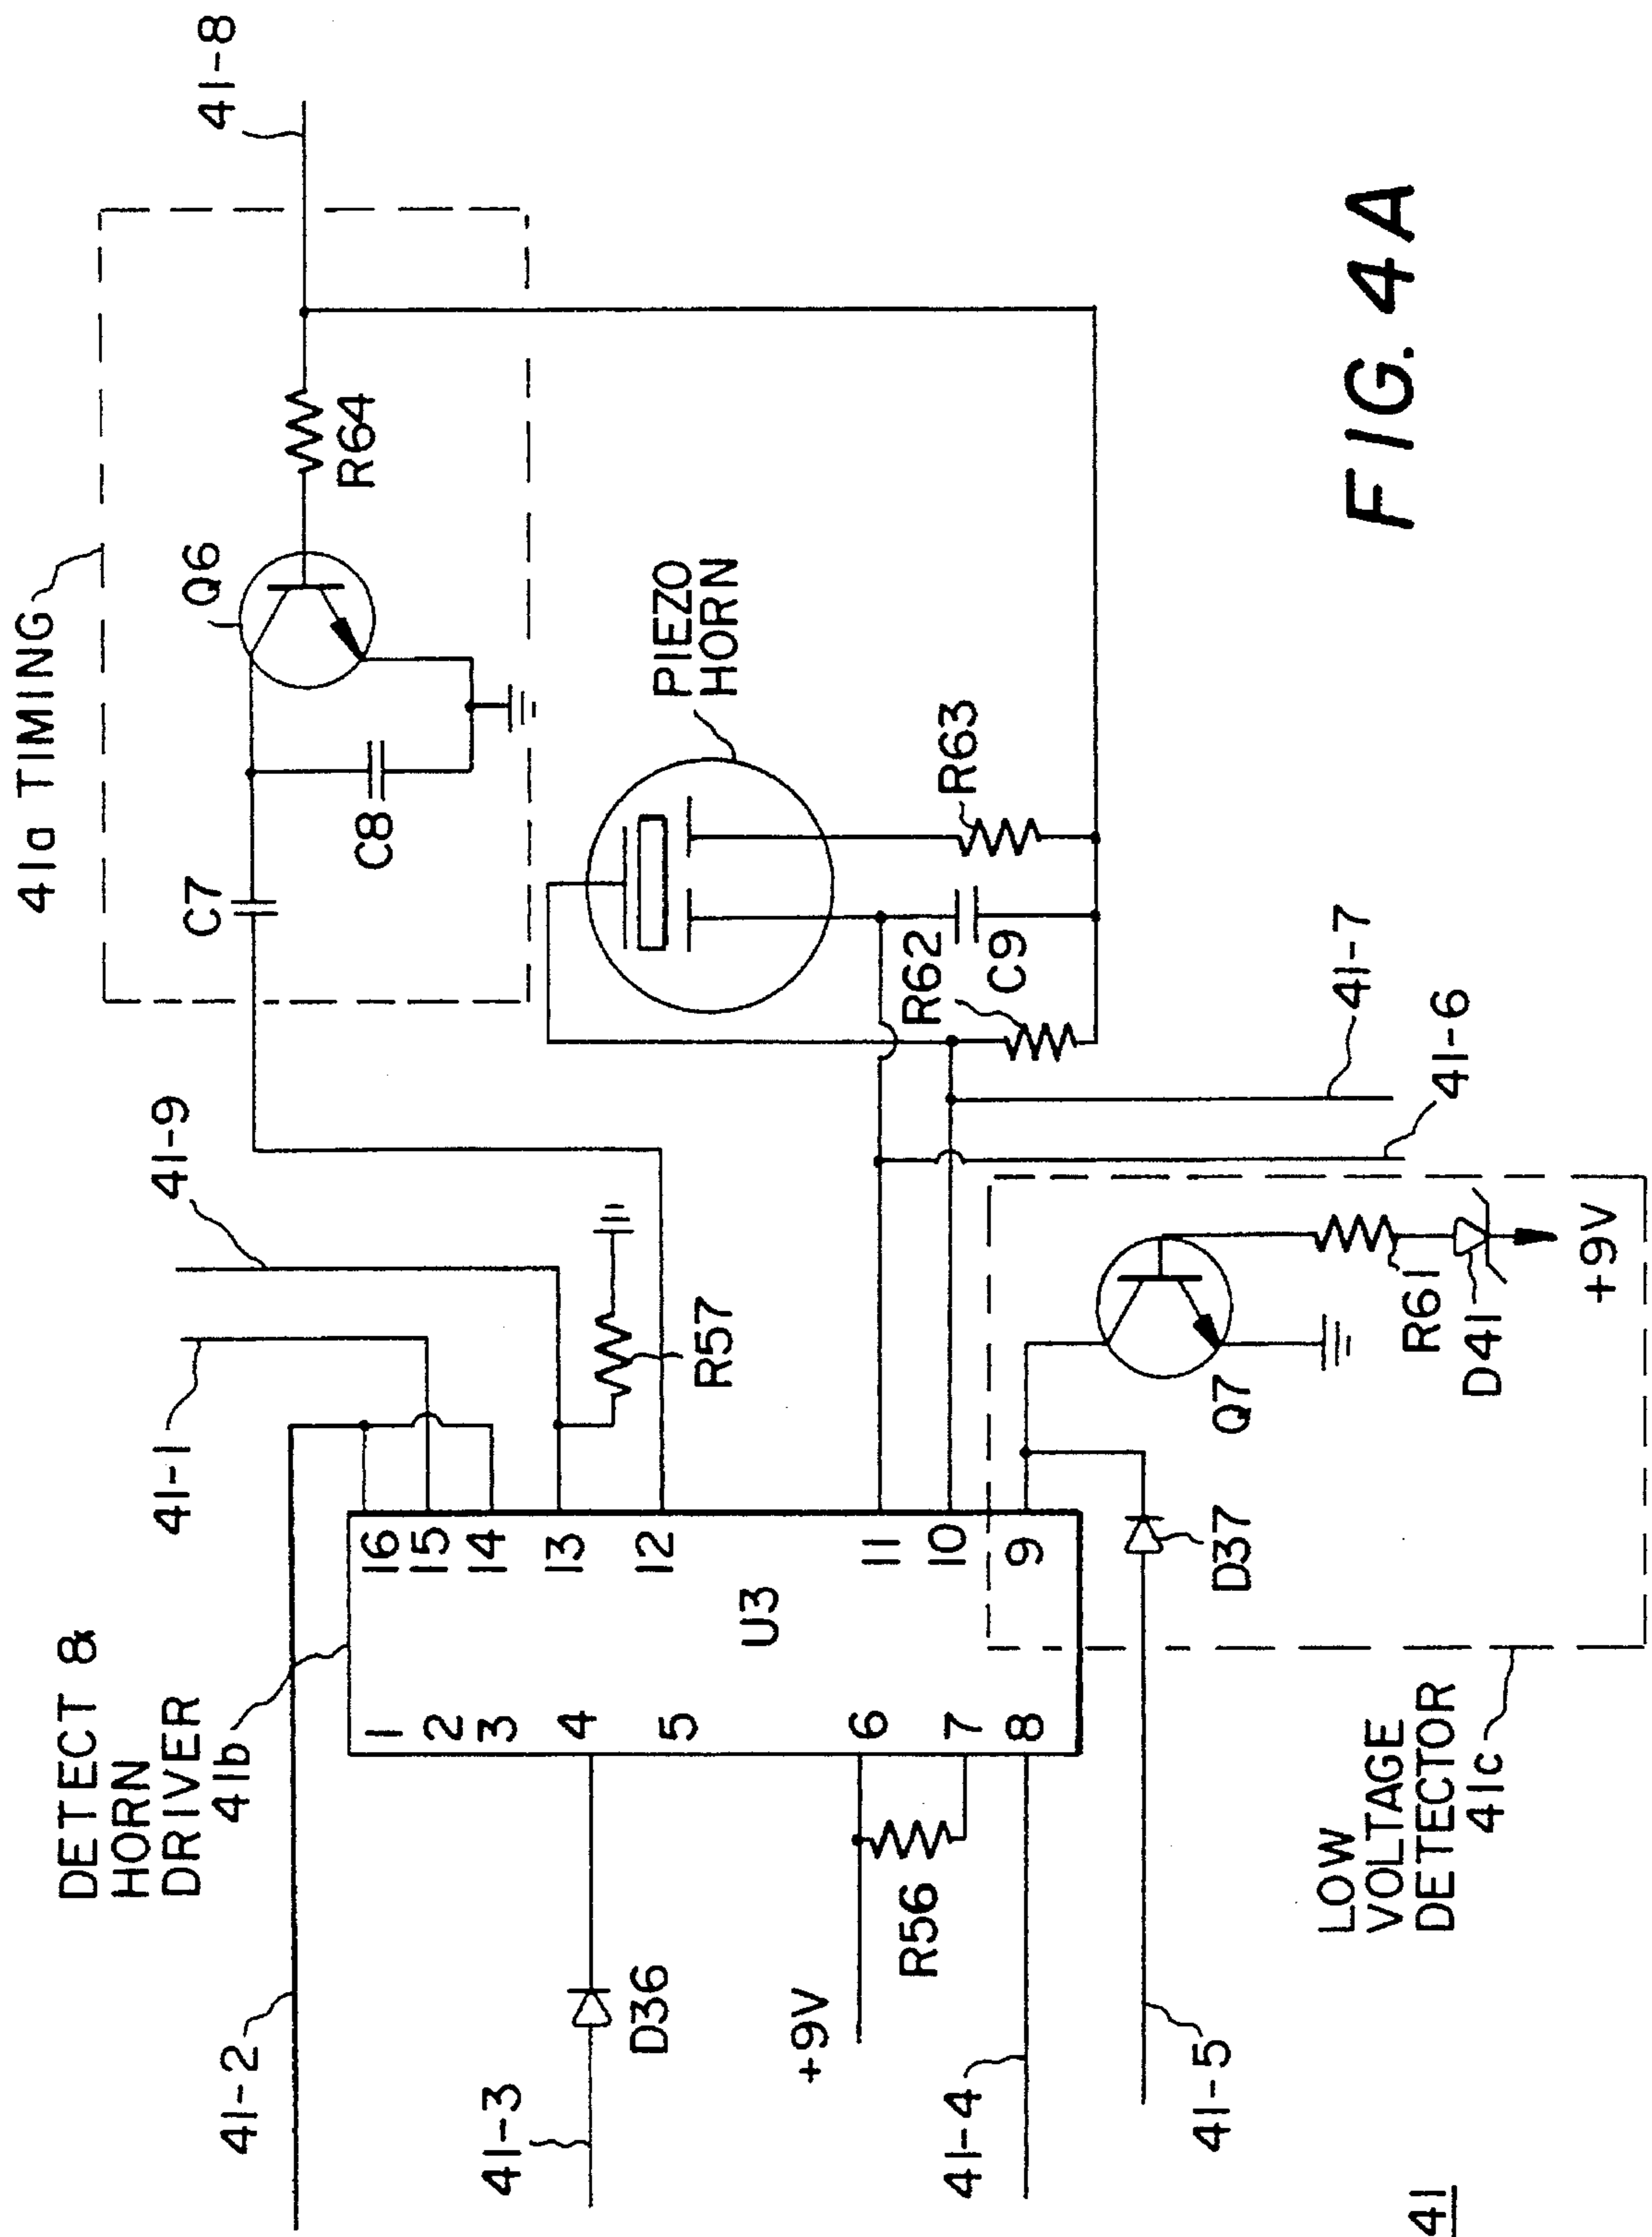 41a TIMING
41-8
Q6
R64
C7
C8
PIEZO
HORN
R63
R62
C9
41-7
41-6
41-9
41-1
R57
DETECT &
HORN
DRIVER
41b
41-2
16
15
14
13
12
11
10
9
U3
1
2
3
4
5
6
7
8
41-3
D36
+9V
R56
41-4
41-5
D37
Q7
R61
D41
+9V
LOW
VOLTAGE
DETECTOR
41c
41
FIG. 4A